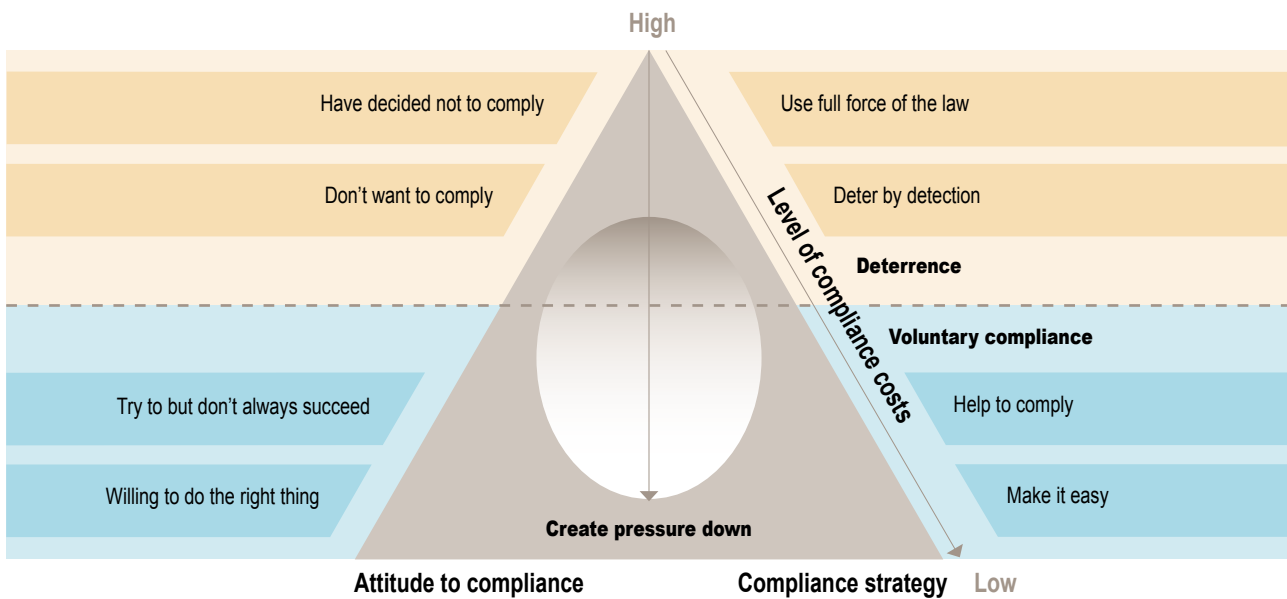 High
Have decided not to comply
Use full force of the law
Don’t want to comply
Deter by detection
Level of compliance costs
Deterrence
Voluntary compliance
Try to but don’t always succeed
Help to comply
Willing to do the right thing
Make it easy
Create pressure down
Attitude to compliance
Compliance strategy
Low